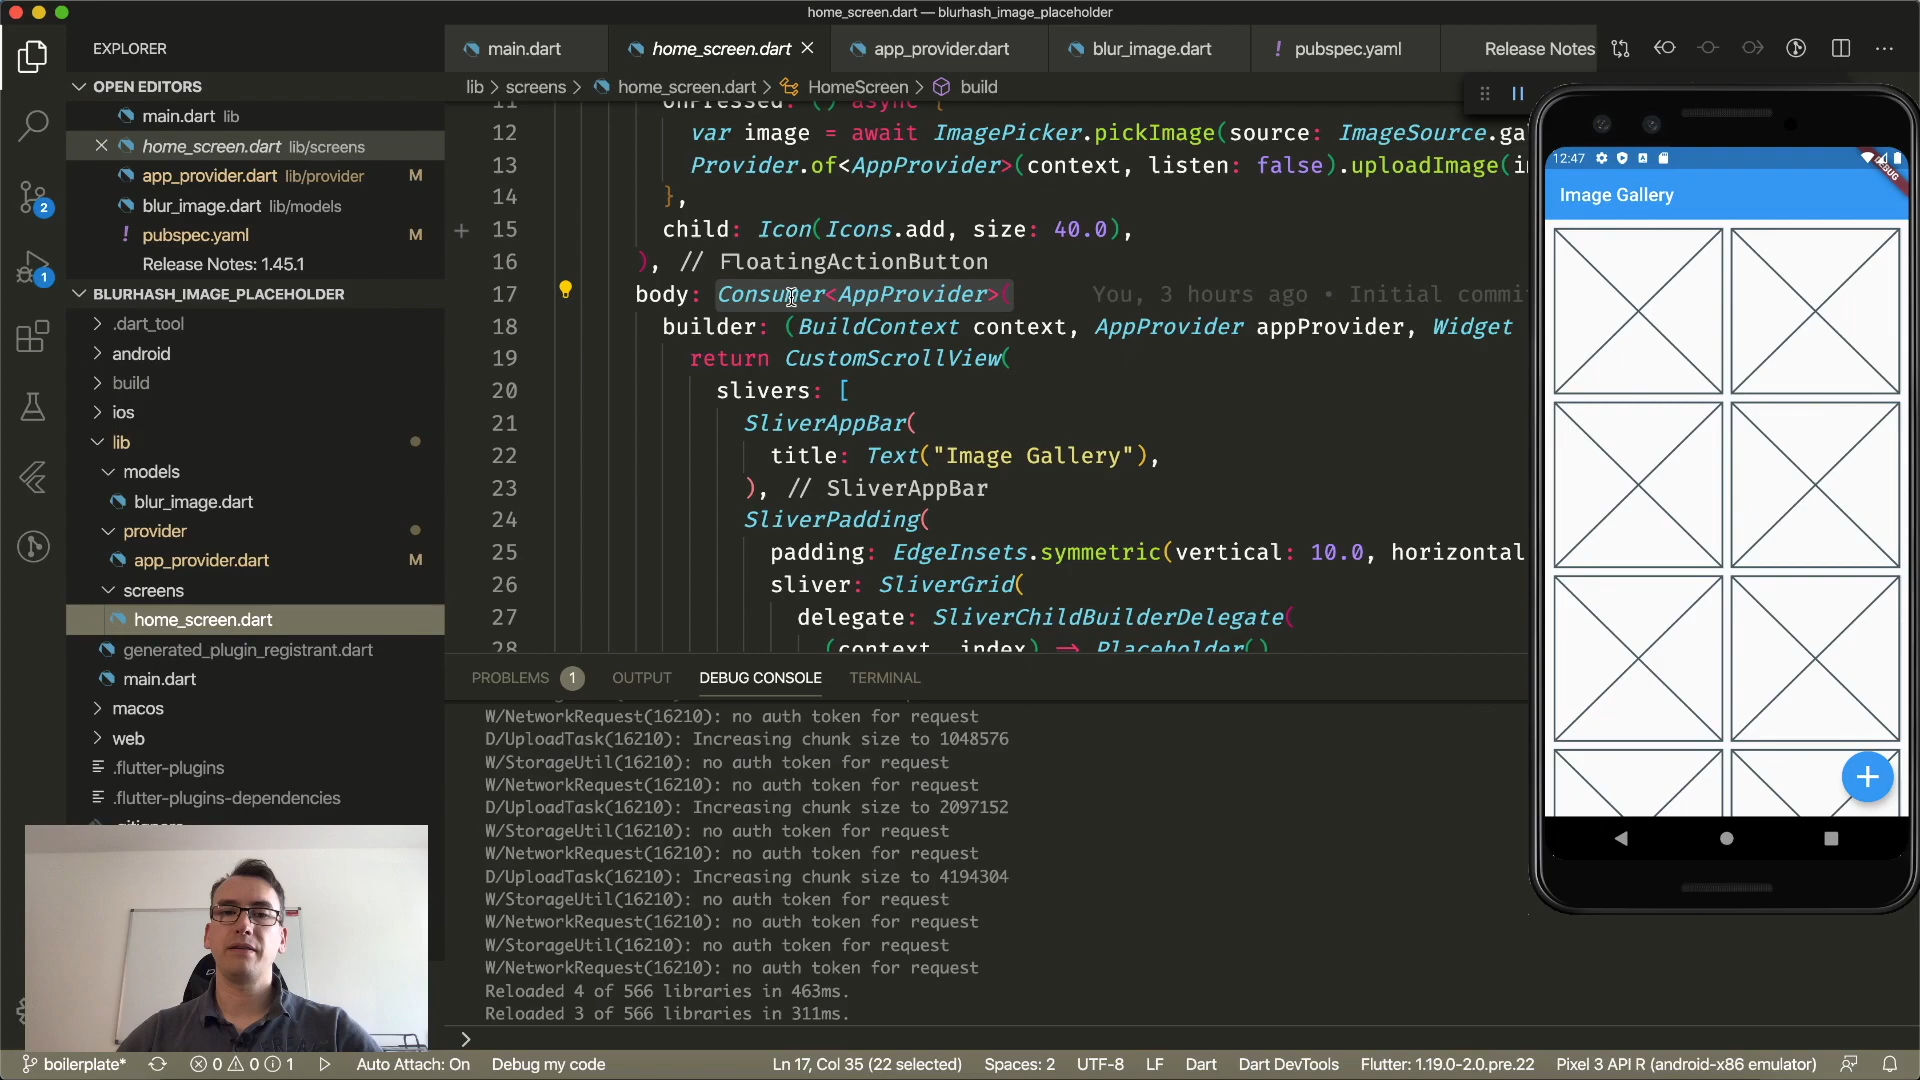 home_screen.dart — blurhash_image_placeholder
EXPLORER
OPEN EDITORS
main.dart lib
home_screen.dart lib/screens
app_provider.dart lib/provider M
blur_image.dart lib/models
! pubspec.yaml M
Release Notes: 1.45.1
2
1
BLURHASH_IMAGE_PLACEHOLDER
.dart_tool
android
build
ios
lib
models
blur_image.dart
provider
app_provider.dart M
screens
home_screen.dart
generated_plugin_registrant.dart
main.dart
macos
web
.flutter-plugins
.flutter-plugins-dependencies
main.dart
home_screen.dart
app_provider.dart
blur_image.dart
! pubspec.yaml
Release Notes
lib > screens > home_screen.dart > HomeScreen > build
11 onPressed: () async {
12 var image = await ImagePicker.pickImage(source: ImageSource.ga
13 Provider.of<AppProvider>(context, listen: false).uploadImage(i
14 },
15 child: Icon(Icons.add, size: 40.0),
16 ), // FloatingActionButton
17 body: Consumer<AppProvider>( You, 3 hours ago • Initial commi
18 builder: (BuildContext context, AppProvider appProvider, Widget
19 return CustomScrollView(
20 slivers: [
21 SliverAppBar(
22 title: Text("Image Gallery"),
23 ), // SliverAppBar
24 SliverPadding(
25 padding: EdgeInsets.symmetric(vertical: 10.0, horizontal
26 sliver: SliverGrid(
27 delegate: SliverChildBuilderDelegate(
28 (context, index) => Placeholder()
PROBLEMS 1 OUTPUT DEBUG CONSOLE TERMINAL
W/NetworkRequest(16210): no auth token for request
D/UploadTask(16210): Increasing chunk size to 1048576
W/StorageUtil(16210): no auth token for request
W/NetworkRequest(16210): no auth token for request
D/UploadTask(16210): Increasing chunk size to 2097152
W/StorageUtil(16210): no auth token for request
W/NetworkRequest(16210): no auth token for request
D/UploadTask(16210): Increasing chunk size to 4194304
W/StorageUtil(16210): no auth token for request
W/NetworkRequest(16210): no auth token for request
W/StorageUtil(16210): no auth token for request
W/NetworkRequest(16210): no auth token for request
Reloaded 4 of 566 libraries in 463ms.
Reloaded 3 of 566 libraries in 311ms.
12:47
DEBUG
Image Gallery
boilerplate* 0 0 1 Auto Attach: On Debug my code Ln 17, Col 35 (22 selected) Spaces: 2 UTF-8 LF Dart Dart DevTools Flutter: 1.19.0-2.0.pre.22 Pixel 3 API R (android-x86 emulator)